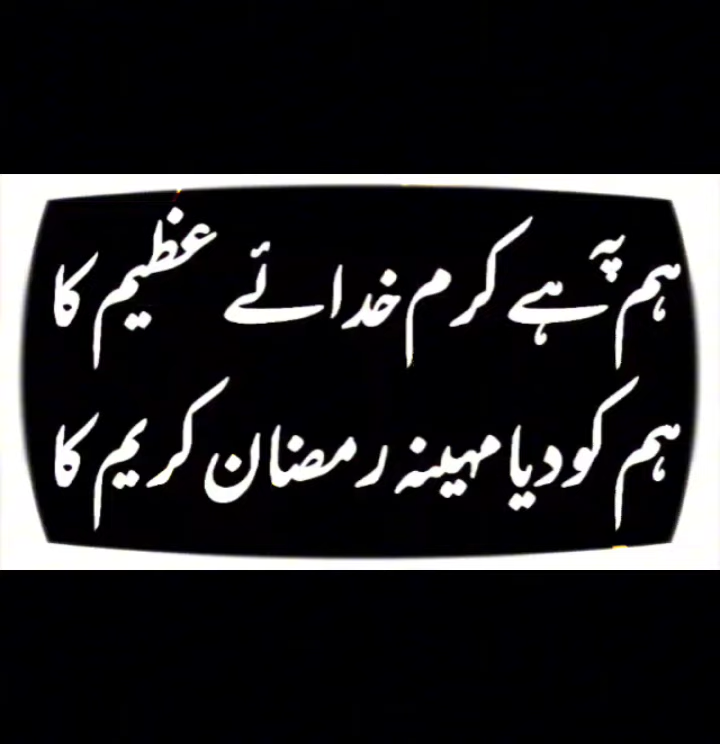 ہم پہ ہے کرم خدائے عظیم کا
ہم کو دیا مہینہ رمضان کریم کا